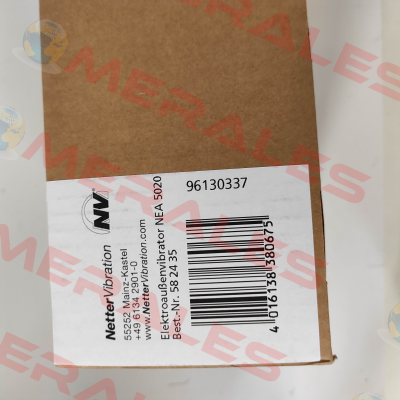 NV
NetterVibration
55252 Mainz-Kastel
+49 6134 2901-0
www.NetterVibration.com
Elektroaußenvibrator NEA 5020
Best.-Nr. 58 24 35
96130337
4 016138 380675
MERALES
MERALES
MERALES